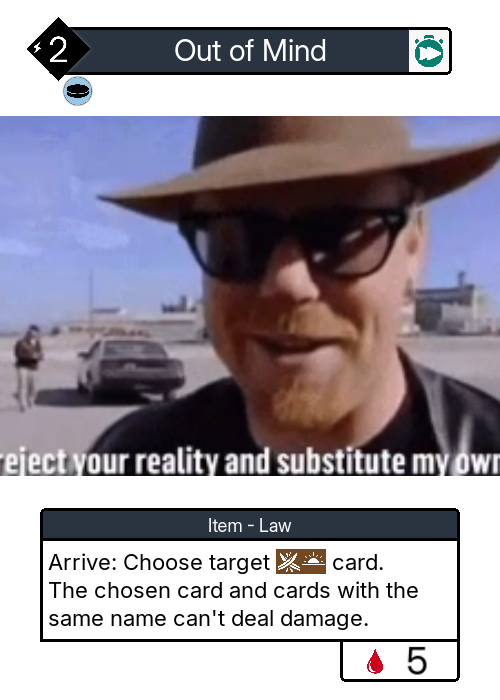 2
Out of Mind
reject your reality and substitute my own
Item - Law
Arrive: Choose target card.
The chosen card and cards with the
same name can't deal damage.
5